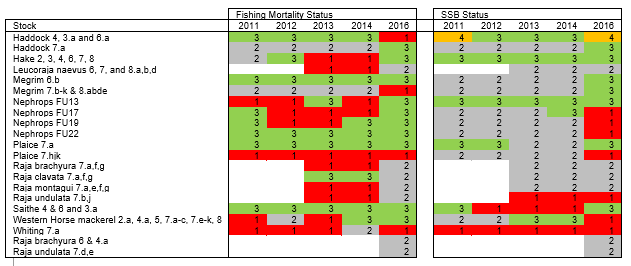 Fishing Mortality Status SSB Status
Stock 2011 2012 2013 2014 2016 2011 2012 2013 2014 2016
Haddock 4, 3.a and 6.a 3 3 3 3 1 4 3 3 3 4
Haddock 7.a 2 2 2 2 3 2 2 2 2 3
Hake 2, 3, 4, 6, 7, 8 2 3 1 1 3 3 3 3 3 3
Leucoraja naevus 6, 7, and 8.a,b,d 1 1 2 2 2 2
Megrim 6.b 3 3 3 3 3 2 2 2 2 3
Megrim 7.b-k & 8.abde 2 2 2 2 1 2 2 2 2 3
Nephrops FU13 1 1 3 1 3 3 3 3 3 3
Nephrops FU17 3 1 1 1 3 2 2 2 3 1
Nephrops FU19 3 1 1 3 3 2 2 2 2 1
Nephrops FU22 3 3 3 3 3 2 2 2 2 1
Plaice 7.a 3 3 3 3 3 3 3 2 2 3
Plaice 7.hjk 1 1 1 1 1 2 2 2 2 1
Raja brachyura 7.a,f,g 1 1 2 2 2 2
Raja clavata 7.a,f,g 3 1 2 2 2 2
Raja montagui 7.a,e,f,g 1 1 2 2 2 2
Raja undulata 7.b,j 1 1 2 1 1 1
Saithe 4 & 6 and 3.a 3 3 3 3 3 3 1 1 1 3
Western Horse mackerel 2.a, 4.a, 5, 7.a-c, 7.e-k, 8 1 2 1 3 3 2 2 3 3 1
Whiting 7.a 1 1 1 2 1 1 1 1 1 1
Raja brachyura 6 & 4.a 2 2
Raja undulata 7.d,e 2 2